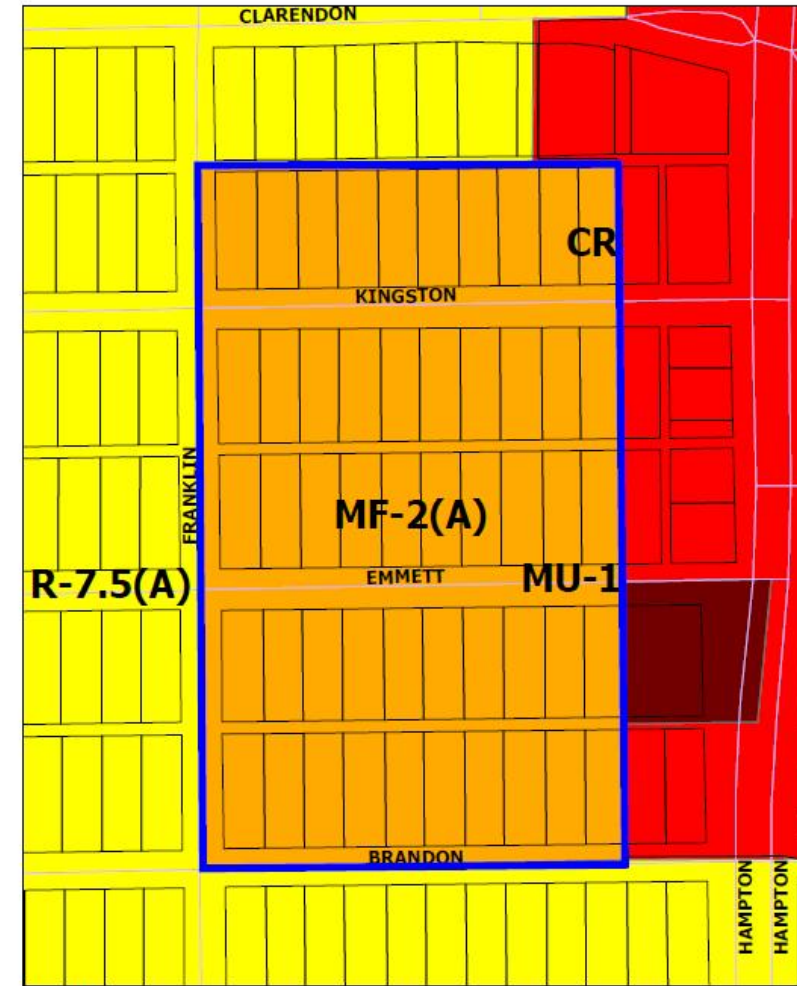 CLARENDON
CR
KINGSTON
FRANKLIN
MF-2(A)
EMMETT
MU-1
R-7.5(A)
BRANDON
HAMPTON
HAMPTON